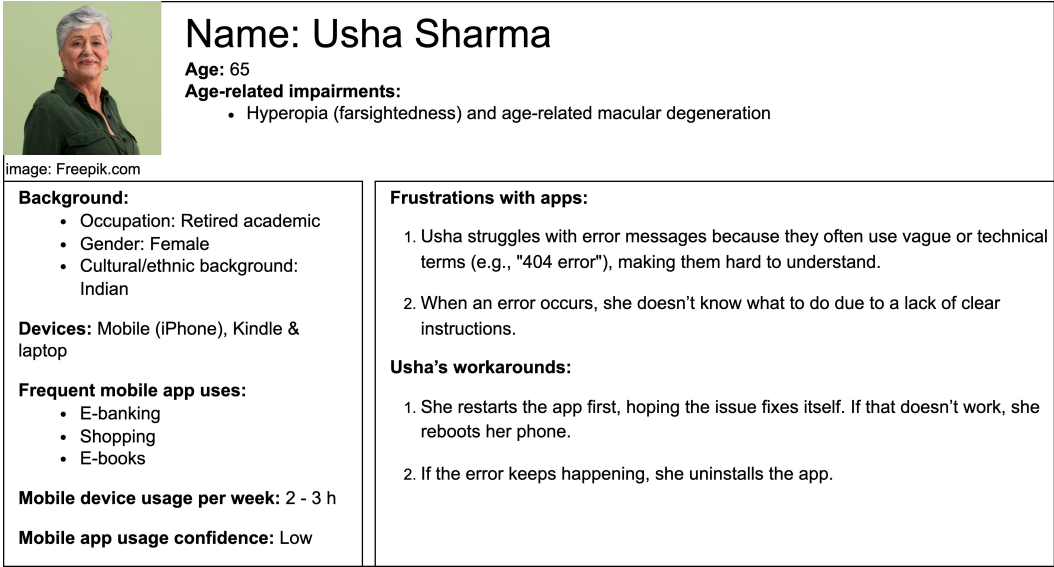 Name: Usha Sharma
Age: 65
Age-related impairments:
• Hyperopia (farsightedness) and age-related macular degeneration
image: Freepik.com
Background:
• Occupation: Retired academic
• Gender: Female
• Cultural/ethnic background:
Indian
Devices: Mobile (iPhone), Kindle &
laptop
Frequent mobile app uses:
• E-banking
• Shopping
• E-books
Mobile device usage per week: 2 - 3 h
Mobile app usage confidence: Low
Frustrations with apps:
1. Usha struggles with error messages because they often use vague or technical
terms (e.g., "404 error"), making them hard to understand.
2. When an error occurs, she doesn’t know what to do due to a lack of clear
instructions.
Usha’s workarounds:
1. She restarts the app first, hoping the issue fixes itself. If that doesn’t work, she
reboots her phone.
2. If the error keeps happening, she uninstalls the app.